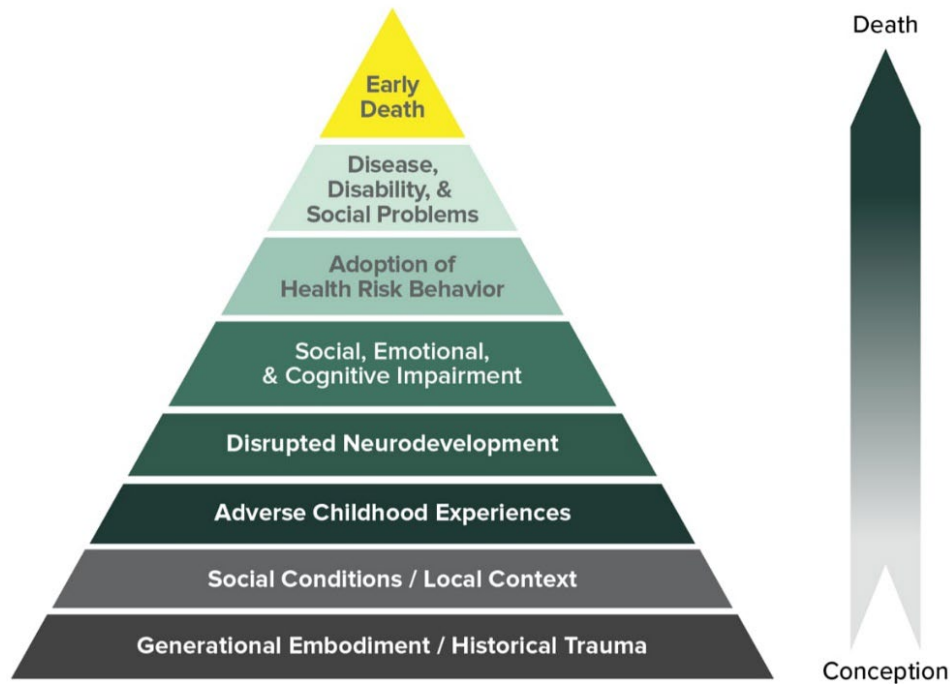 Death
Early
Death
Disease,
Disability, &
Social Problems
Adoption of
Health Risk Behavior
Social, Emotional,
& Cognitive Impairment
Disrupted Neurodevelopment
Adverse Childhood Experiences
Social Conditions / Local Context
Generational Embodiment / Historical Trauma
Conception